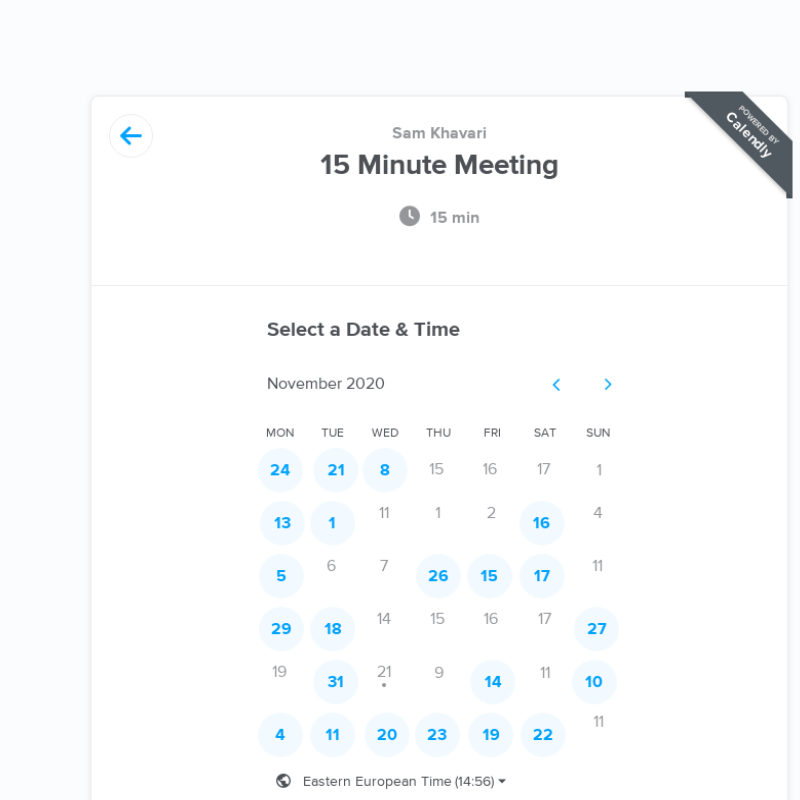 POWERED BY
Calendly
Sam Khavari
15 Minute Meeting
15 min
Select a Date & Time
November 2020
MON TUE WED THU FRI SAT SUN
24 21 8 15 16 17 1
13 1 11 1 2 16 4
5 6 7 26 15 17 11
29 18 14 15 16 17 27
19 31 21 9 14 11 10
4 11 20 23 19 22 11
Eastern European Time (14:56)